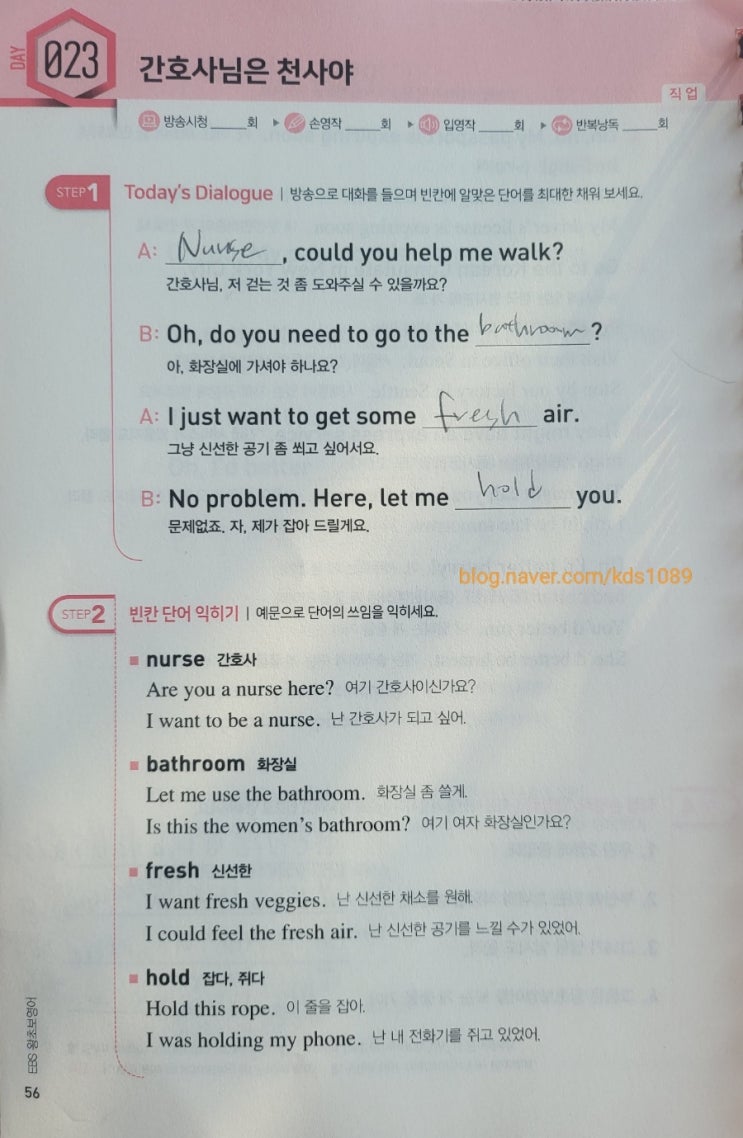 DAY 023 간호사님은 천사야
직업
방송시청 _____회 ▶ 손영작 _____회 ▶ 입영작 _____회 ▶ 반복낭독 _____회
STEP 1 Today's Dialogue | 방송으로 대화를 들으며 빈칸에 알맞은 단어를 최대한 채워 보세요.
A: Nurse, could you help me walk?
간호사님, 저 걷는 것 좀 도와주실 수 있을까요?
B: Oh, do you need to go to the bathroom?
아, 화장실에 가셔야 하나요?
A: I just want to get some fresh air.
그냥 신선한 공기 좀 쐬고 싶어서요.
B: No problem. Here, let me hold you.
문제없죠. 자, 제가 잡아 드릴게요.
blog.naver.com/kds1089
STEP 2 빈칸 단어 익히기 | 예문으로 단어의 쓰임을 익히세요.
■ nurse 간호사
Are you a nurse here? 여기 간호사이신가요?
I want to be a nurse. 난 간호사가 되고 싶어.
■ bathroom 화장실
Let me use the bathroom. 화장실 좀 쓸게.
Is this the women's bathroom? 여기 여자 화장실인가요?
■ fresh 신선한
I want fresh veggies. 난 신선한 채소를 원해.
I could feel the fresh air. 난 신선한 공기를 느낄 수가 있었어.
■ hold 잡다, 쥐다
Hold this rope. 이 줄을 잡아.
I was holding my phone. 난 내 전화기를 쥐고 있었어.
EBS 왕초보영어
56